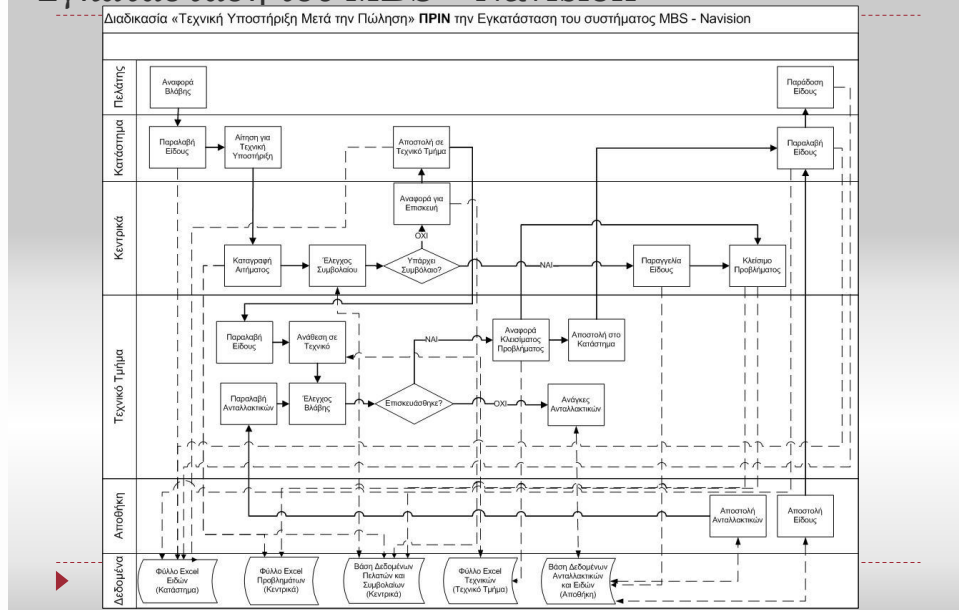 Εγκατάσταση του MBS - Navision
Διαδικασία «Τεχνική Υποστήριξη Μετά την Πώληση» ΠΡΙΝ την Εγκατάσταση του συστήματος MBS - Navision
Πελάτης
Αναφορά
Βλάβης
Παράδοση
Είδους
Κατάστημα
Παραλαβή
Είδους
Αίτηση για
Τεχνική
Υποστήριξη
Αποστολή σε
Τεχνικό Τμήμα
Παραλαβή
Είδους
Κεντρικά
Αναφορά για
Επισκευή
ΟΧΙ
Καταγραφή
Αιτήματος
Έλεγχος
Συμβολαίου
Υπάρχει
Συμβόλαιο?
ΝΑΙ
Παραγγελία
Είδους
Κλείσιμο
Προβλήματος
Τεχνικό Τμήμα
Παραλαβή
Είδους
Ανάθεση σε
Τεχνικό
ΝΑΙ
Αναφορά
Κλεισίματος
Προβλήματος
Αποστολή στο
Κατάστημα
Παραλαβή
Ανταλλακτικών
Έλεγχος
Βλάβης
Επισκευάσθηκε?
ΟΧΙ
Ανάγκες
Ανταλλακτικών
Αποθήκη
Αποστολή
Ανταλλακτικών
Αποστολή
Είδους
Δεδομένα
Φύλλο Excel
Ειδών
(Κατάστημα)
Φύλλο Excel
Προβλημάτων
(Κεντρικά)
Βάση Δεδομένων
Πελατών και
Συμβολαίων
(Κεντρικά)
Φύλλο Excel
Τεχνικών
(Τεχνικό Τμήμα)
Βάση Δεδομένων
Ανταλλακτικών
και Ειδών
(Αποθήκη)